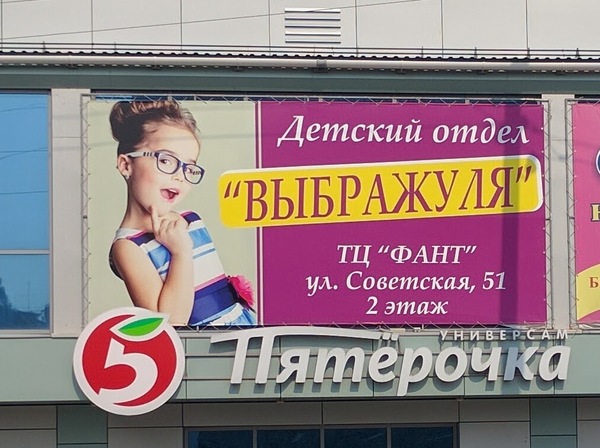 Детский отдел
“ВЫБРАЖУЛЯ”
ТЦ “ФАНТ”
ул. Советская, 51
2 этаж
УНИВЕРСАМ
5 Пятёрочка